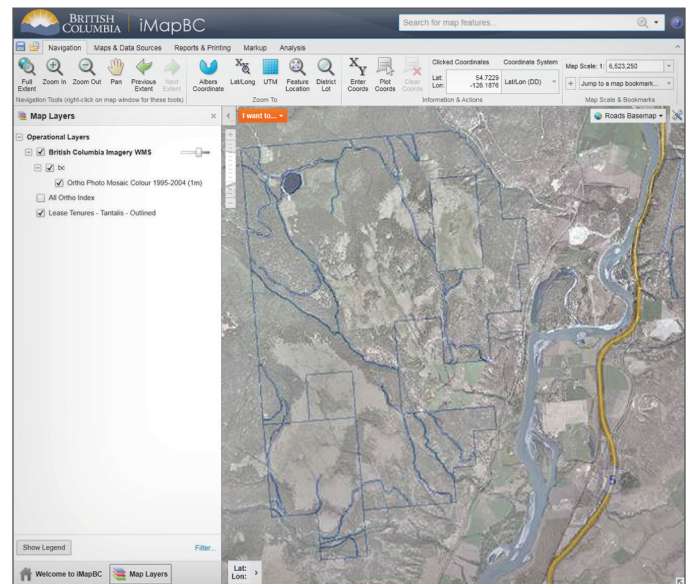 BRITISH
COLUMBIA
iMapBC
Search for map features...
Navigation
Maps & Data Sources
Reports & Printing
Markup
Analysis
Full
Extent
Zoom In
Zoom Out
Pan
Previous
Extent
Next
Extent
Navigation Tools (right-click on map window for these tools)
Albers
Coordinate
Lat/Long
UTM
Feature
Location
District
Lot
Zoom To
Enter
Coords
Plot
Coords
Clear
Coords
Clicked Coordinates
Lat: 54.7229
Lon: -126.1876
Coordinate System
Lat/Lon (DD)
Information & Actions
Map Scale: 1: 6,523,250
Jump to a map bookmark...
Map Scale & Bookmarks
Map Layers
I want to...
Roads Basemap
Operational Layers
British Columbia Imagery WMS
bc
Ortho Photo Mosaic Colour 1995-2004 (1m)
All Ortho Index
Lease Tenures - Tantalis - Outlined
5
Show Legend
Filter...
Welcome to iMapBC
Map Layers
Lat:
Lon: